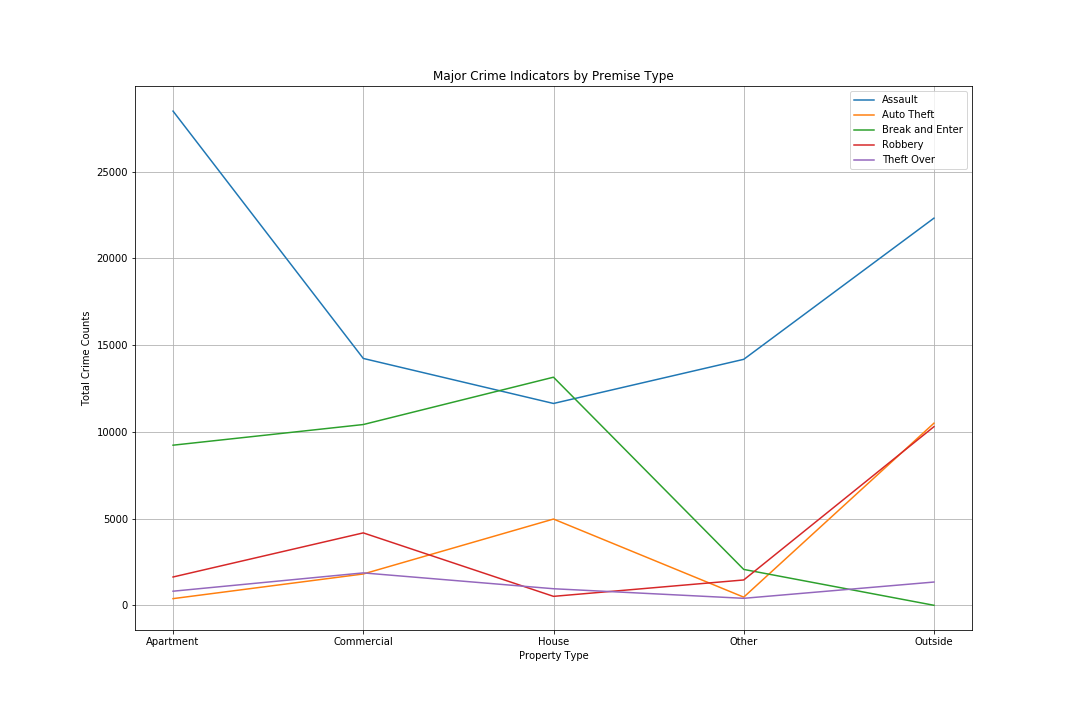 Major Crime Indicators by Premise Type
Assault
Auto Theft
Break and Enter
Robbery
Theft Over
25000
20000
15000
10000
5000
0
Total Crime Counts
Apartment Commercial House Other Outside
Property Type